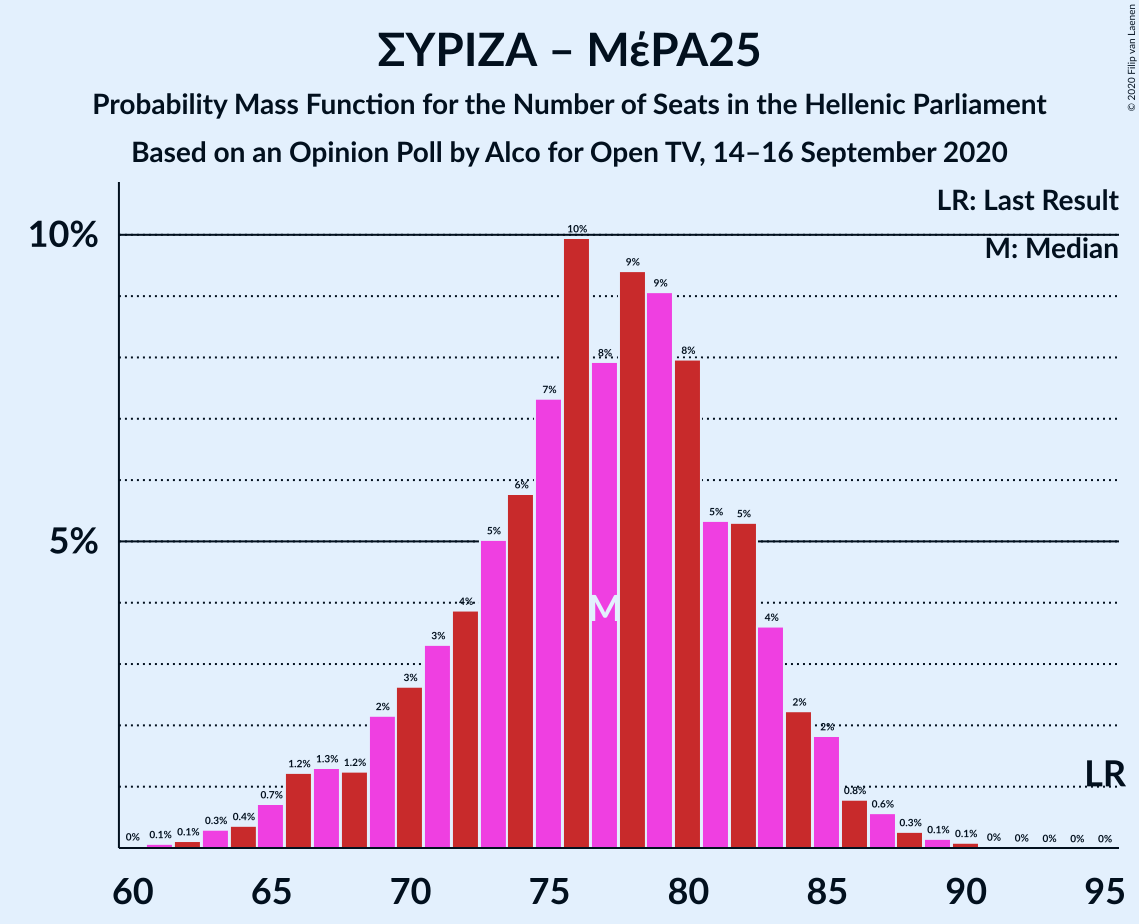 ΣΥΡΙΖΑ – ΜέΡΑ25
Probability Mass Function for the Number of Seats in the Hellenic Parliament
Based on an Opinion Poll by Alco for Open TV, 14–16 September 2020
© 2020 Filip van Laenen
LR: Last Result
M: Median
10%
5%
0% 0.1% 0.1% 0.3% 0.4% 0.7% 1.2% 1.3% 1.2% 2% 3% 3% 4% 5% 6% 7% 10% 8% 9% 9% 8% 5% 5% 4% 2% 2% 0.8% 0.6% 0.3% 0.1% 0.1% 0% 0% 0% 0% 0%
M
LR
60 65 70 75 80 85 90 95